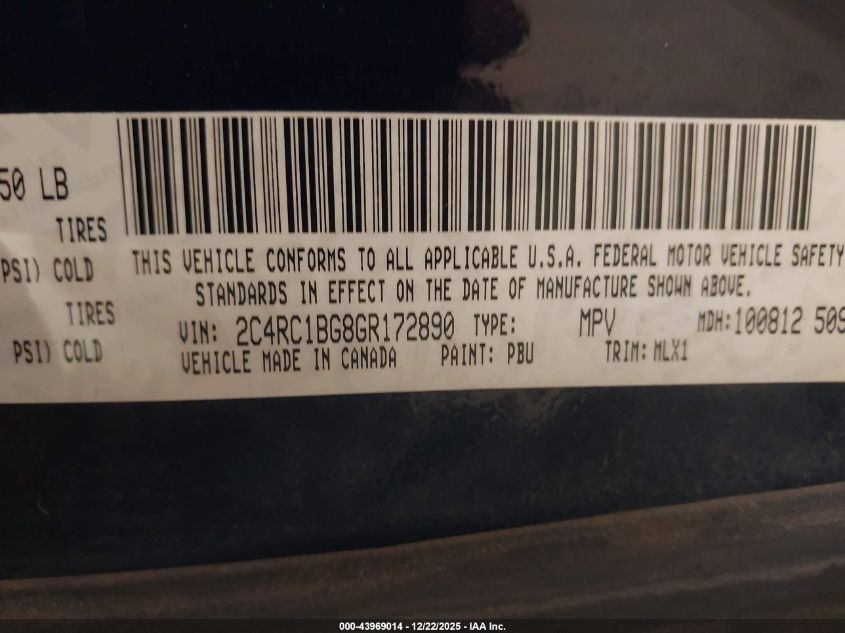 50 LB
TIRES
PSI) COLD
TIRES
PSI) COLD
THIS VEHICLE CONFORMS TO ALL APPLICABLE U.S.A. FEDERAL MOTOR VEHICLE SAFETY
STANDARDS IN EFFECT ON THE DATE OF MANUFACTURE SHOWN ABOVE.
VIN: 2C4RC1BG8GR172890 TYPE: MPV MDH:100812 509
VEHICLE MADE IN CANADA PAINT: PBU TRIM: MLX1
000-43969014 - 12/22/2025 - IAA Inc.